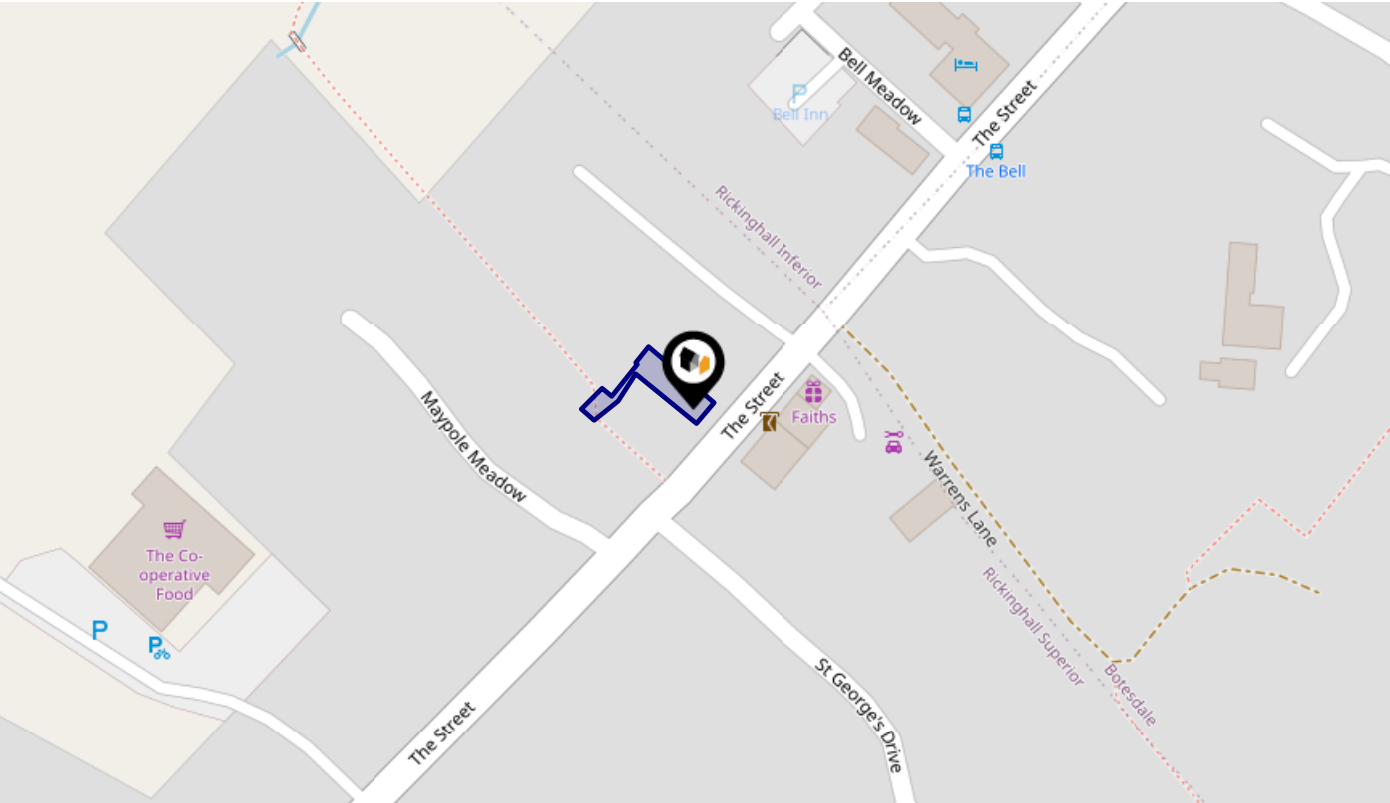 Bell Meadow
P
Bell Inn
The Street
The Bell
Rickinghall Inferior
The Street
Faiths
Maypole Meadow
Warrens Lane
The Co-
operative
Food
P
P
Rickinghall Superior
Botesdale
St George's Drive
The Street